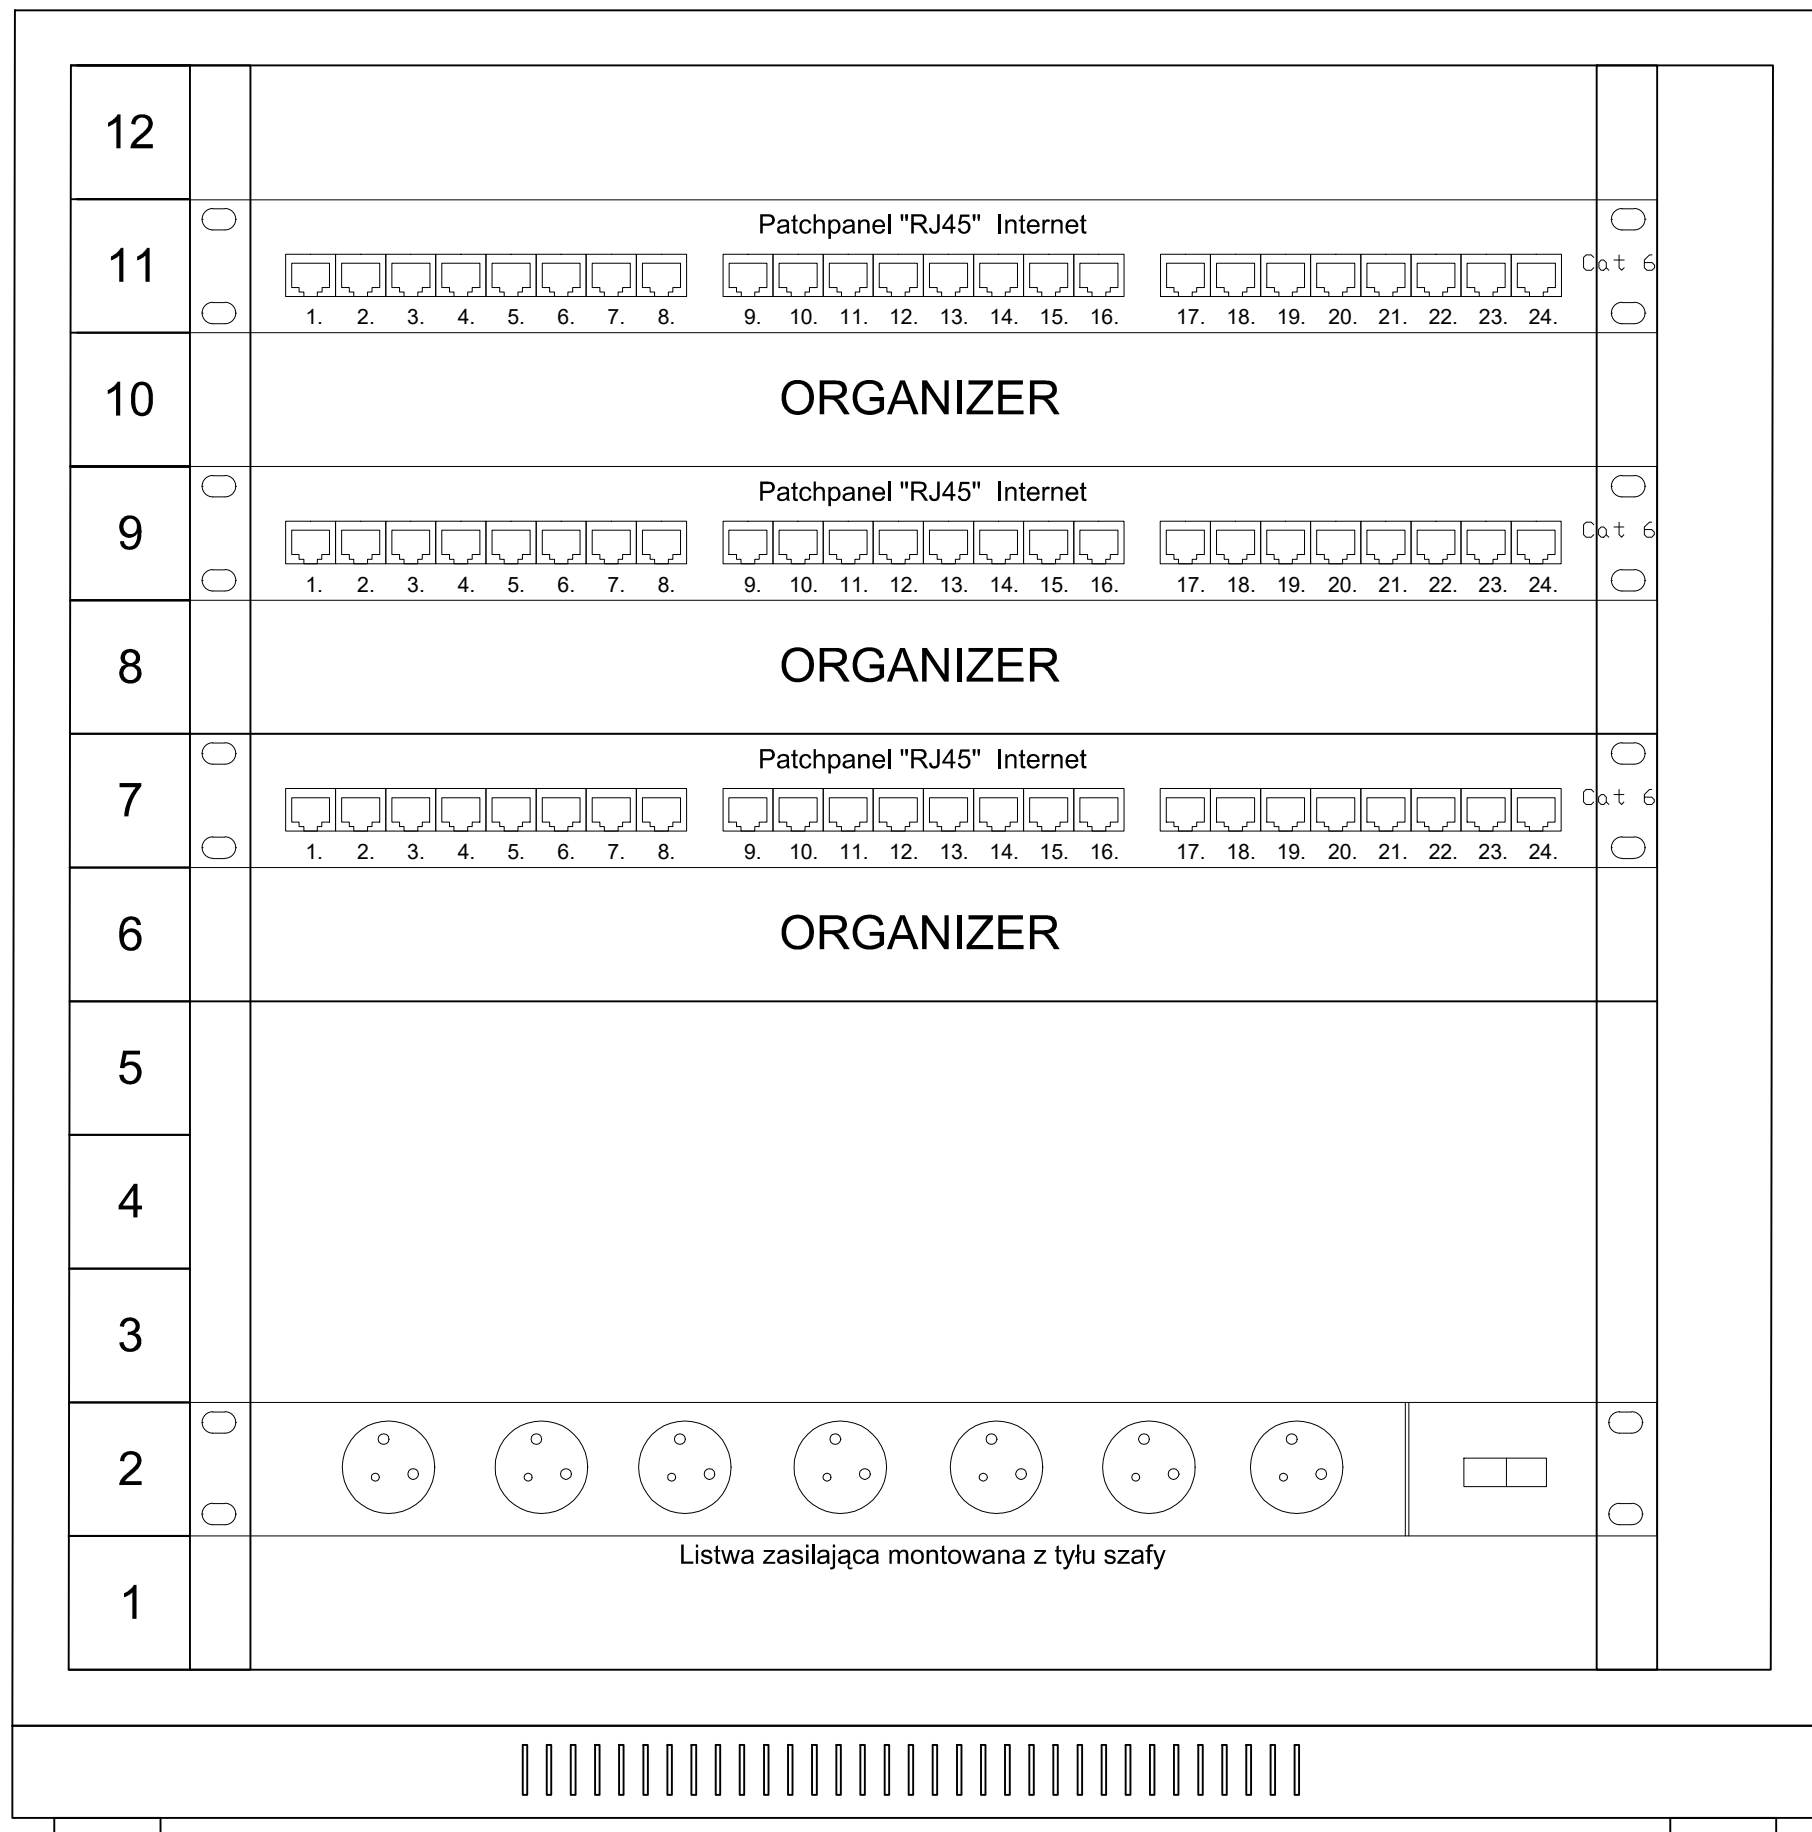 12
Patchpanel "RJ45" Internet
11
Cat 6
1. 2. 3. 4. 5. 6. 7. 8. 9. 10. 11. 12. 13. 14. 15. 16. 17. 18. 19. 20. 21. 22. 23. 24.
10 ORGANIZER
Patchpanel "RJ45" Internet
9
Cat 6
1. 2. 3. 4. 5. 6. 7. 8. 9. 10. 11. 12. 13. 14. 15. 16. 17. 18. 19. 20. 21. 22. 23. 24.
8 ORGANIZER
Patchpanel "RJ45" Internet
7
Cat 6
1. 2. 3. 4. 5. 6. 7. 8. 9. 10. 11. 12. 13. 14. 15. 16. 17. 18. 19. 20. 21. 22. 23. 24.
6 ORGANIZER
5
4
3
2
Listwa zasilająca montowana z tyłu szafy
1